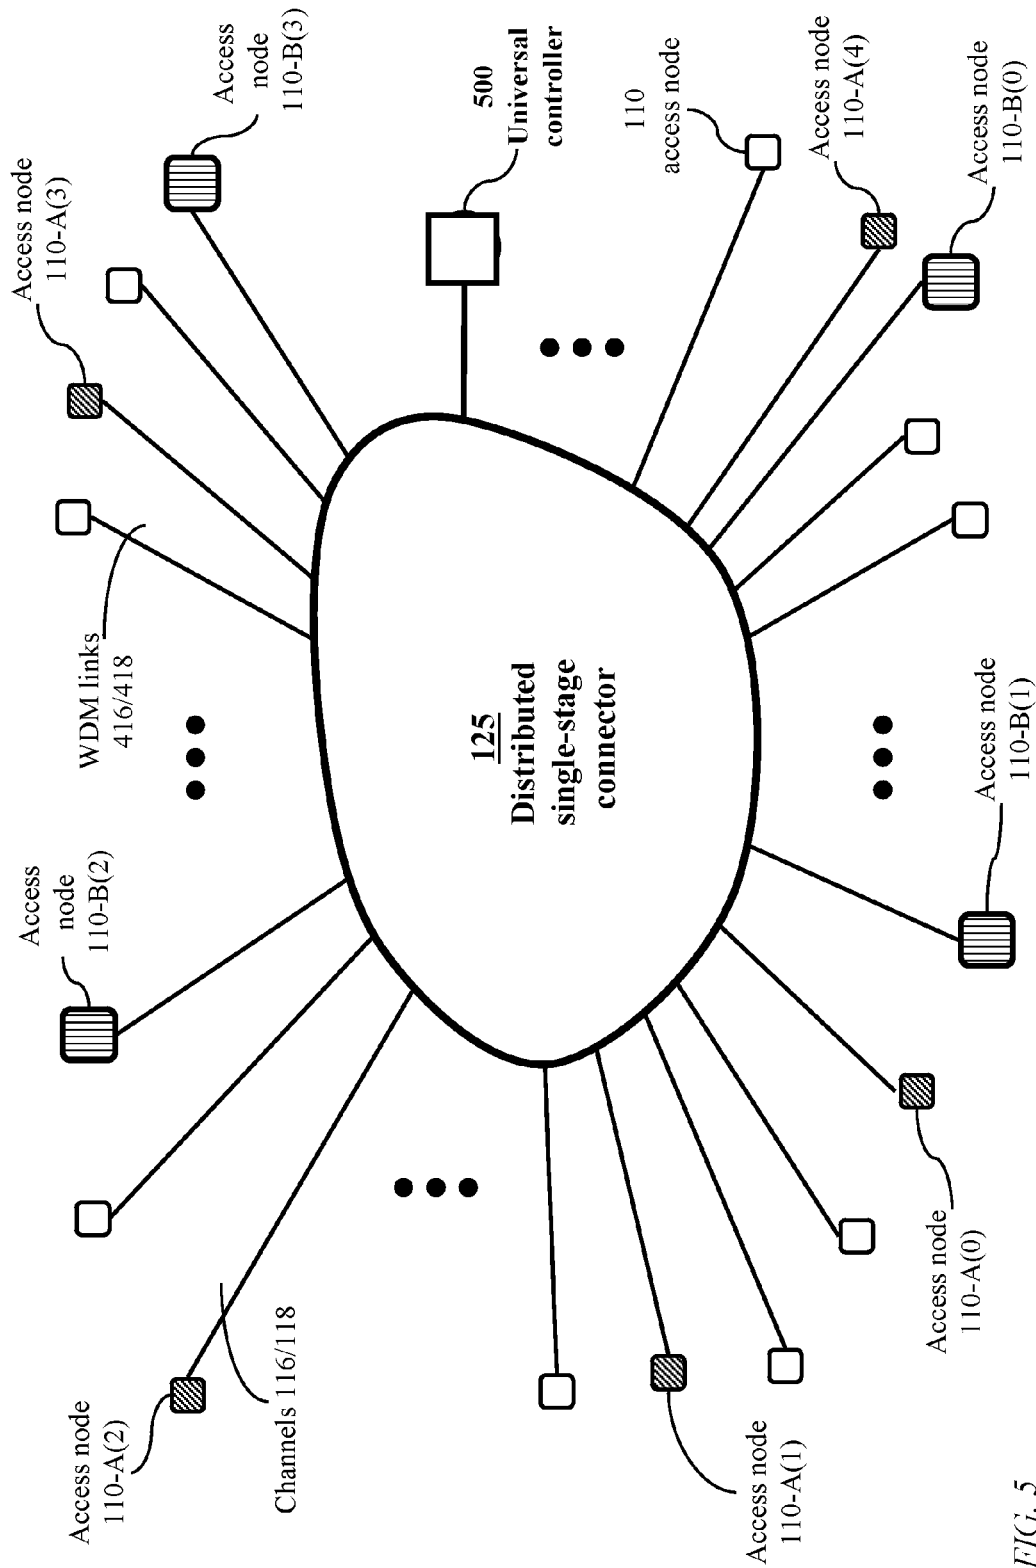 Access node
110-A(3)
Access
node
110-B(2)
Access node
110-A(2)
WDM links
416/418
Access
node
110-B(3)
Channels 116/118
500
Universal
controller
125
Distributed
single-stage
connector
110
access node
Access node
110-A(1)
Access node
110-A(4)
Access node
110-A(0)
Access node
110-B(1)
Access node
110-B(0)
FIG. 5